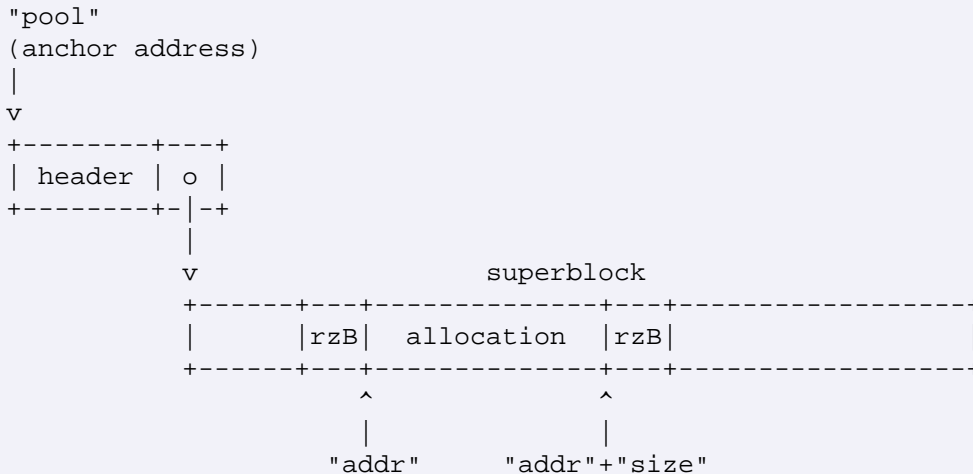 "pool"
(anchor address)
|
v
+--------+---+
| header | o |
+--------+-|-+
           |
           v                  superblock
           +------+---+--------------+---+------------------+
           |      |rzB|  allocation  |rzB|                  |
           +------+---+--------------+---+------------------+
                      ^              ^
                      |              |
                    "addr"     "addr"+"size"